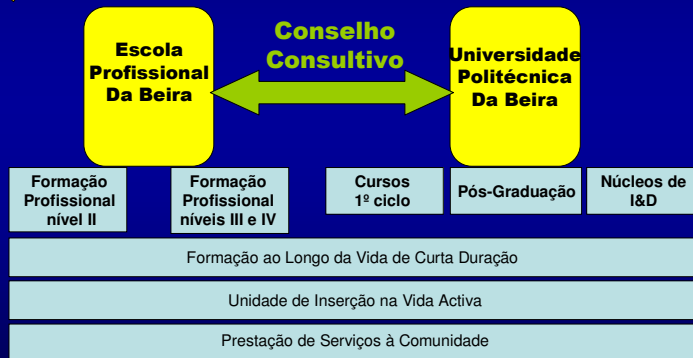 Escola
Profissional
Da Beira
Conselho
Consultivo
Universidade
Politécnica
Da Beira
Formação
Profissional
nível II
Formação
Profissional
níveis III e IV
Cursos
1º ciclo
Pós-Graduação
Núcleos de
I&D
Formação ao Longo da Vida de Curta Duração
Unidade de Inserção na Vida Activa
Prestação de Serviços à Comunidade